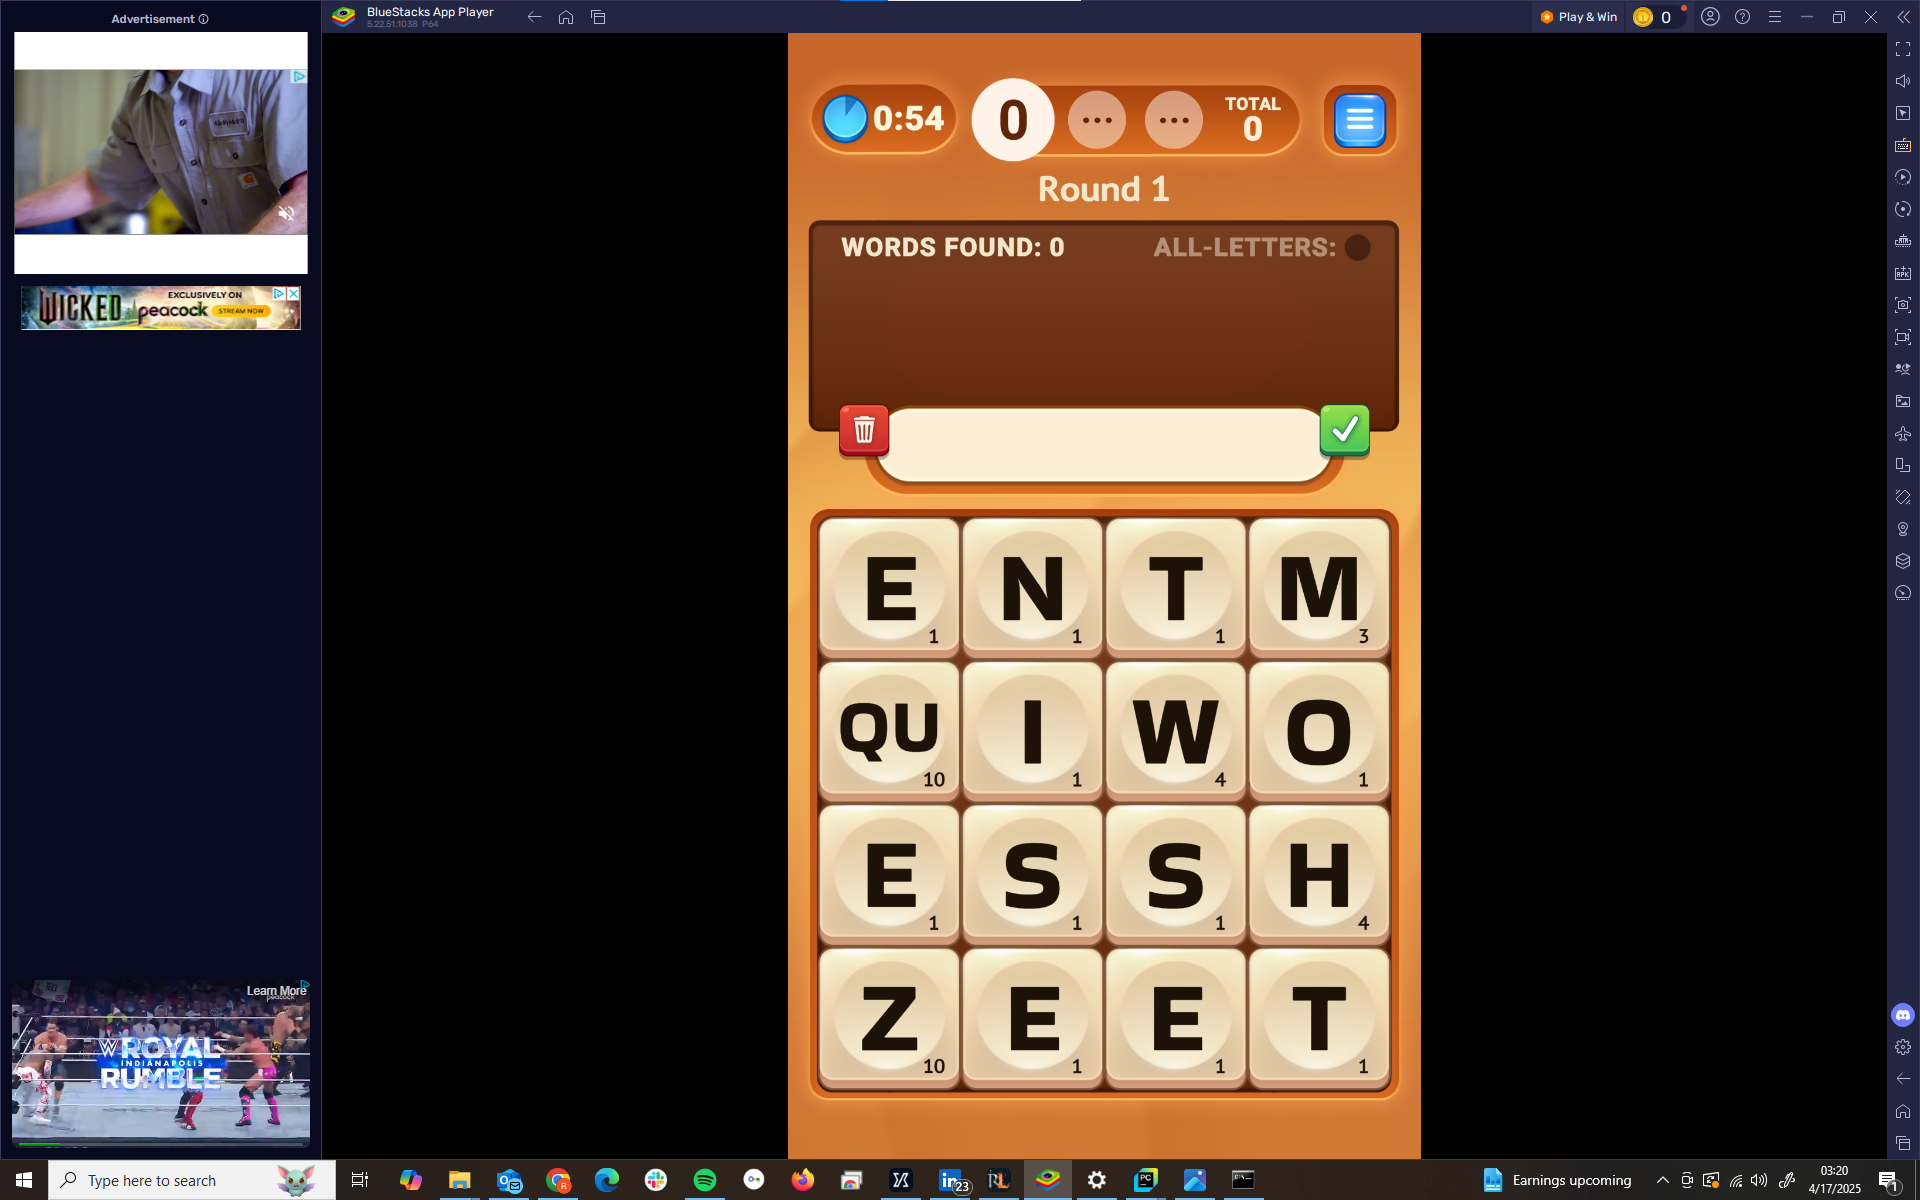 Advertisement
BlueStacks App Player
5.22.51.1038 P64
Play & Win
0
WICKED
EXCLUSIVELY ON
peacock
STREAM NOW
Learn More
peacock
ROYAL
INDIANAPOLIS
RUMBLE
0:54
0
...
...
TOTAL
0
Round 1
WORDS FOUND: 0
ALL-LETTERS:
E 1
N 1
T 1
M 3
QU 10
I 1
W 4
O 1
E 1
S 1
S 1
H 4
Z 10
E 1
E 1
T 1
Type here to search
23
Earnings upcoming
03:20
4/17/2025
1